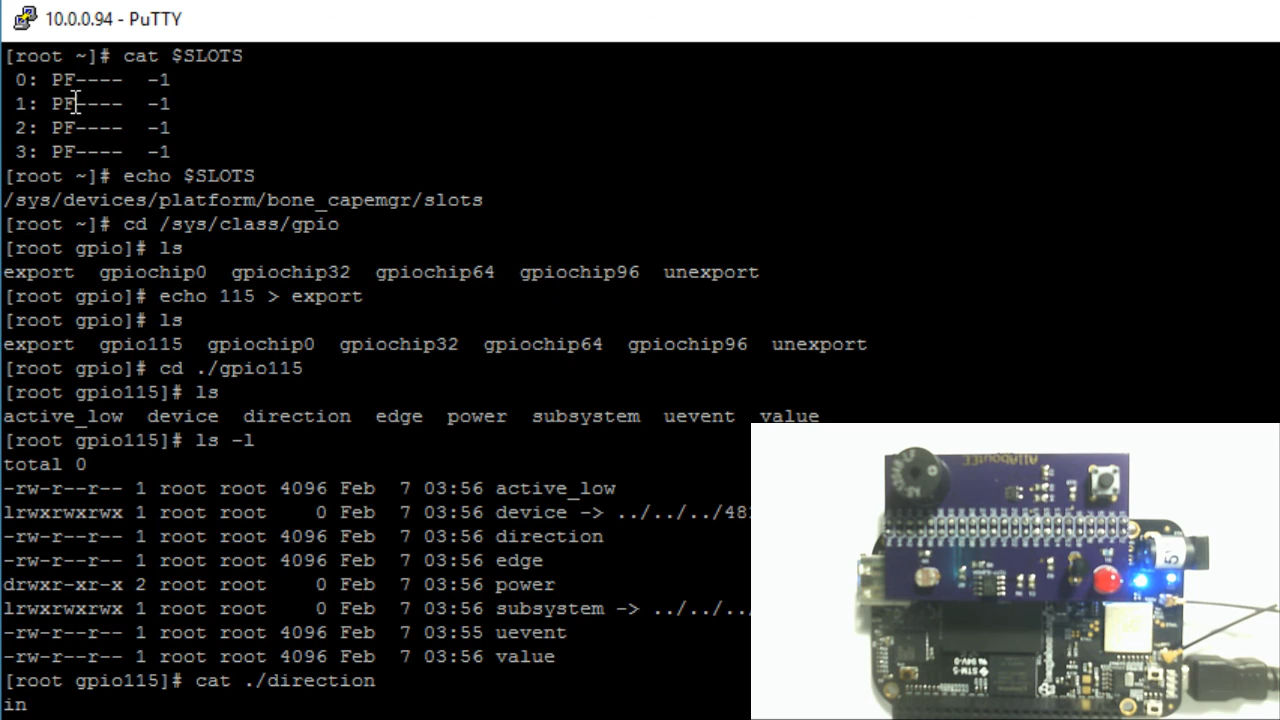 10.0.0.94 - PuTTY
[root ~]# cat $SLOTS
0: PF----  -1
1: PF----  -1
2: PF----  -1
3: PF----  -1
[root ~]# echo $SLOTS
/sys/devices/platform/bone_capemgr/slots
[root ~]# cd /sys/class/gpio
[root gpio]# ls
export  gpiochip0  gpiochip32  gpiochip64  gpiochip96  unexport
[root gpio]# echo 115 > export
[root gpio]# ls
export  gpio115  gpiochip0  gpiochip32  gpiochip64  gpiochip96  unexport
[root gpio]# cd ./gpio115
[root gpio115]# ls
active_low  device  direction  edge  power  subsystem  uevent  value
[root gpio115]# ls -l
total 0
-rw-r--r-- 1 root root 4096 Feb  7 03:56 active_low
lrwxrwxrwx 1 root root    0 Feb  7 03:56 device -> ../../../48
-rw-r--r-- 1 root root 4096 Feb  7 03:56 direction
-rw-r--r-- 1 root root 4096 Feb  7 03:56 edge
drwxr-xr-x 2 root root    0 Feb  7 03:56 power
lrwxrwxrwx 1 root root    0 Feb  7 03:56 subsystem -> ../../..
-rw-r--r-- 1 root root 4096 Feb  7 03:55 uevent
-rw-r--r-- 1 root root 4096 Feb  7 03:56 value
[root gpio115]# cat ./direction
in
AllAboutEE
5V